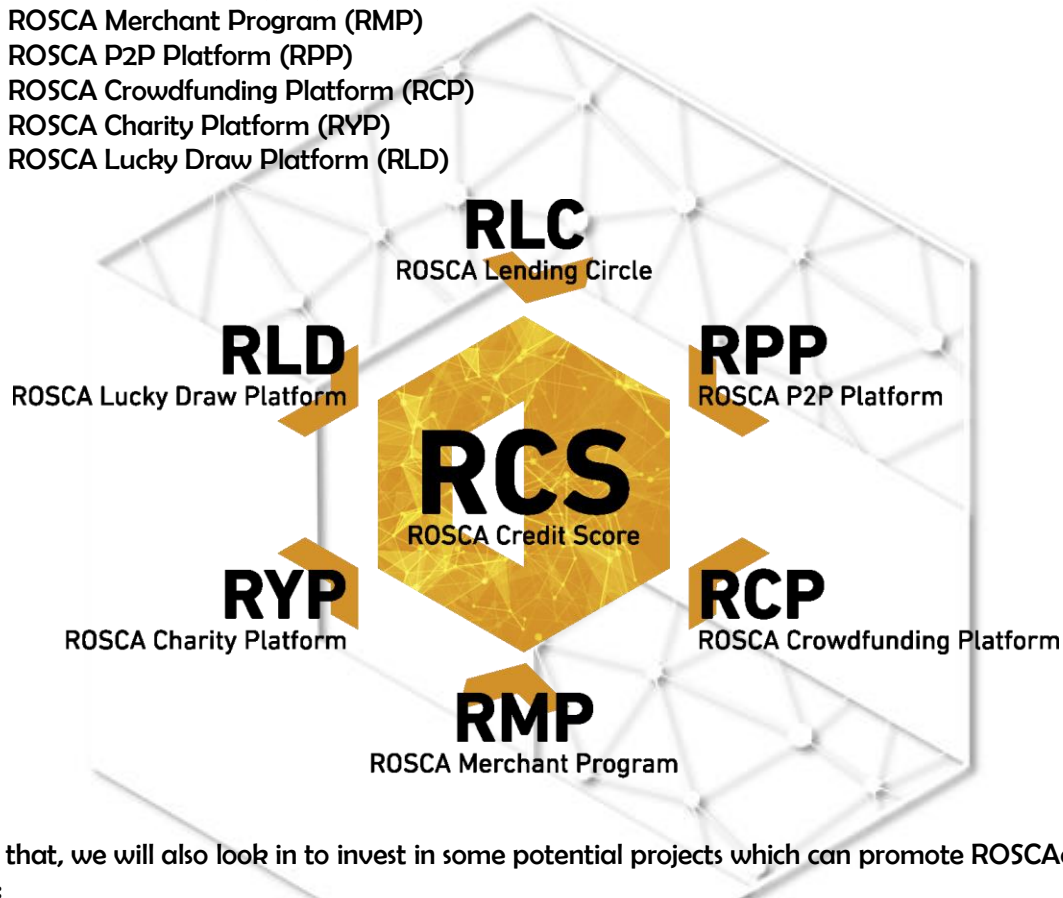 ROSCA Merchant Program (RMP)
ROSCA P2P Platform (RPP)
ROSCA Crowdfunding Platform (RCP)
ROSCA Charity Platform (RYP)
ROSCA Lucky Draw Platform (RLD)
RLC
ROSCA Lending Circle
RLD
ROSCA Lucky Draw Platform
RPP
ROSCA P2P Platform
RCS
ROSCA Credit Score
RYP
ROSCA Charity Platform
RCP
ROSCA Crowdfunding Platform
RMP
ROSCA Merchant Program
that, we will also look in to invest in some potential projects which can promote